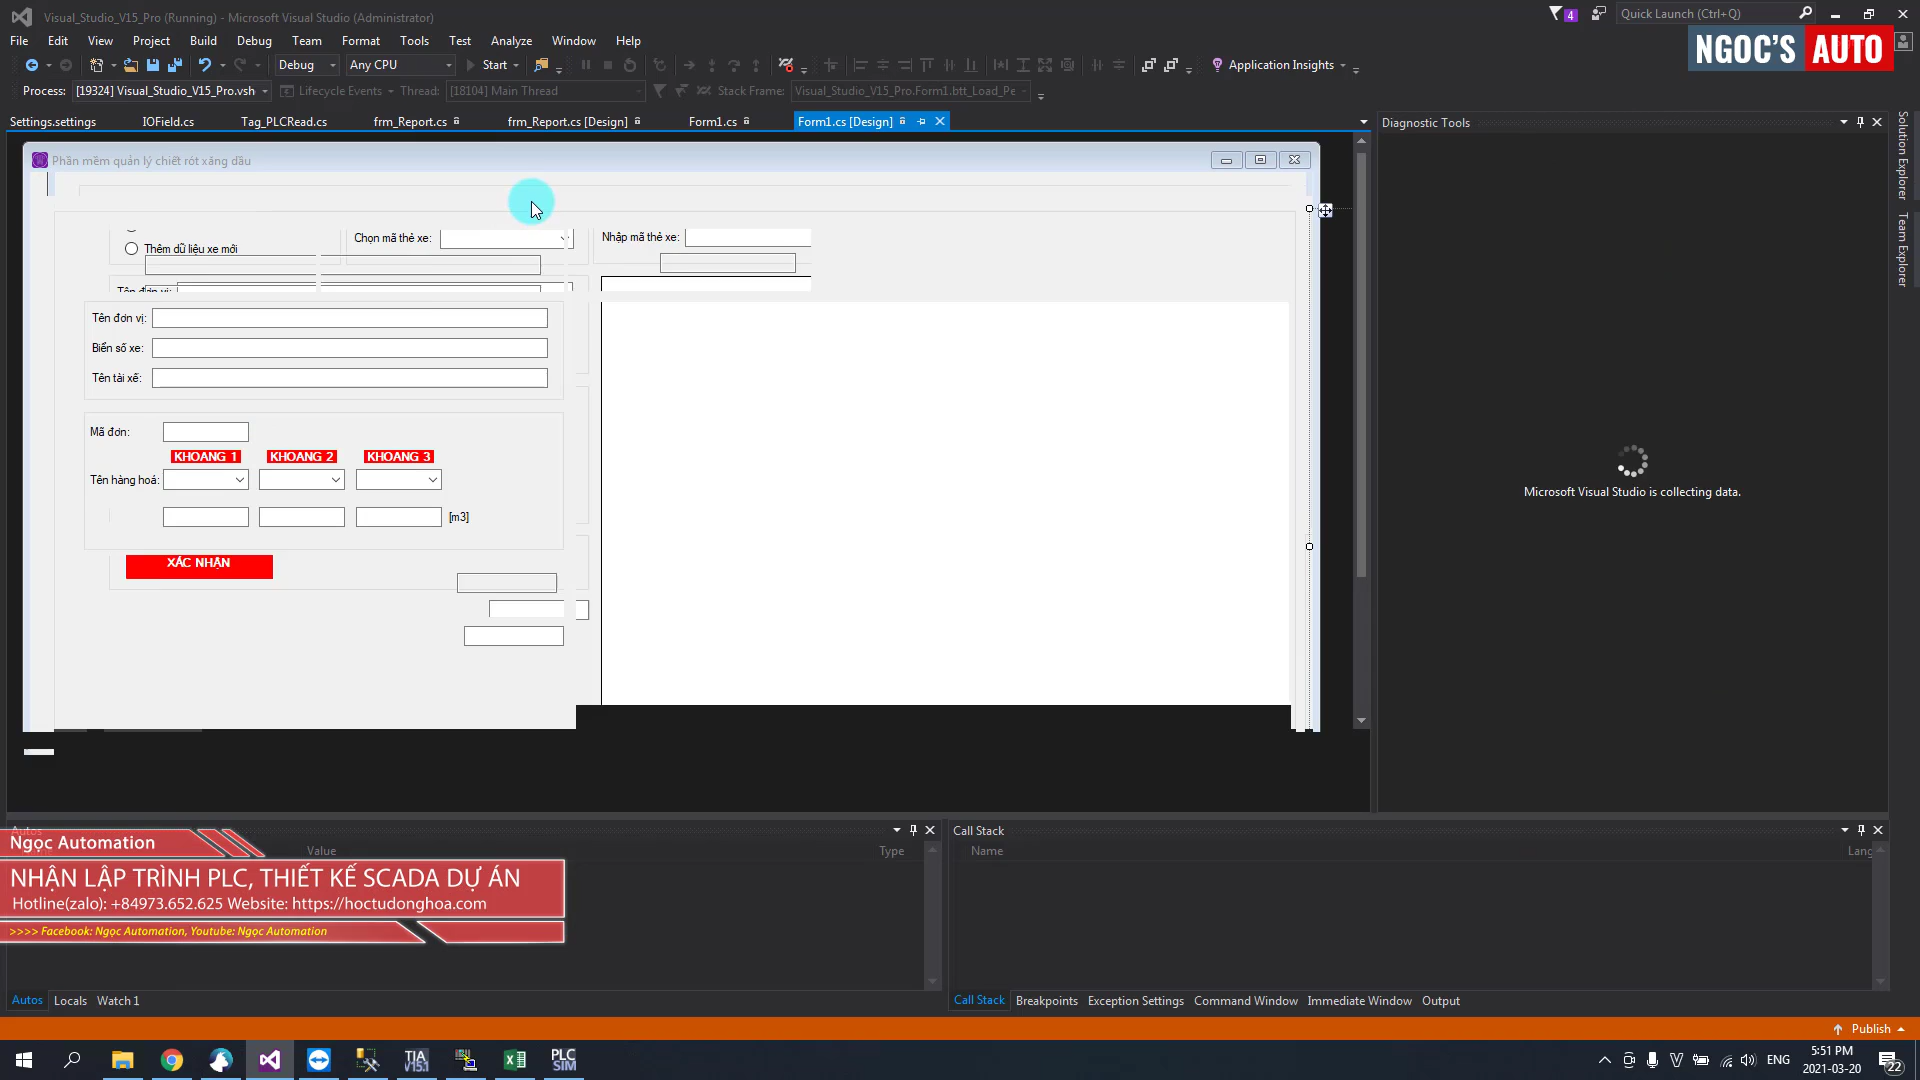 Visual_Studio_V15_Pro (Running) - Microsoft Visual Studio (Administrator)
4
Quick Launch (Ctrl+Q)
File Edit View Project Build Debug Team Format Tools Test Analyze Window Help
NGOC'S AUTO
Debug Any CPU Start Application Insights
Process: [19324] Visual_Studio_V15_Pro.vsh Lifecycle Events Thread: [18104] Main Thread Stack Frame: Visual_Studio_V15_Pro.Form1.btt_Load_Pe
Settings.settings IOField.cs Tag_PLCRead.cs frm_Report.cs frm_Report.cs [Design] Form1.cs Form1.cs [Design]
Diagnostic Tools
Solution Explorer
Team Explorer
Phần mềm quản lý chiết rót xăng dầu
Chọn mã thẻ xe: Nhập mã thẻ xe:
Thêm dữ liệu xe mới
Tên đơn vị:
Tên đơn vị:
Biển số xe:
Tên tài xế:
Mã đơn:
KHOANG 1 KHOANG 2 KHOANG 3
Tên hàng hoá:
[m3]
XÁC NHẬN
Microsoft Visual Studio is collecting data.
Autos
Value Type
Call Stack
Name Lang
Ngọc Automation
NHẬN LẬP TRÌNH PLC, THIẾT KẾ SCADA DỰ ÁN
Hotline(zalo): +84973.652.625 Website: https://hoctudonghoa.com
>>>> Facebook: Ngọc Automation, Youtube: Ngọc Automation
Autos Locals Watch 1
Call Stack Breakpoints Exception Settings Command Window Immediate Window Output
Publish
TIA V15.1
PLC SIM
ENG
5:51 PM
2021-03-20
22